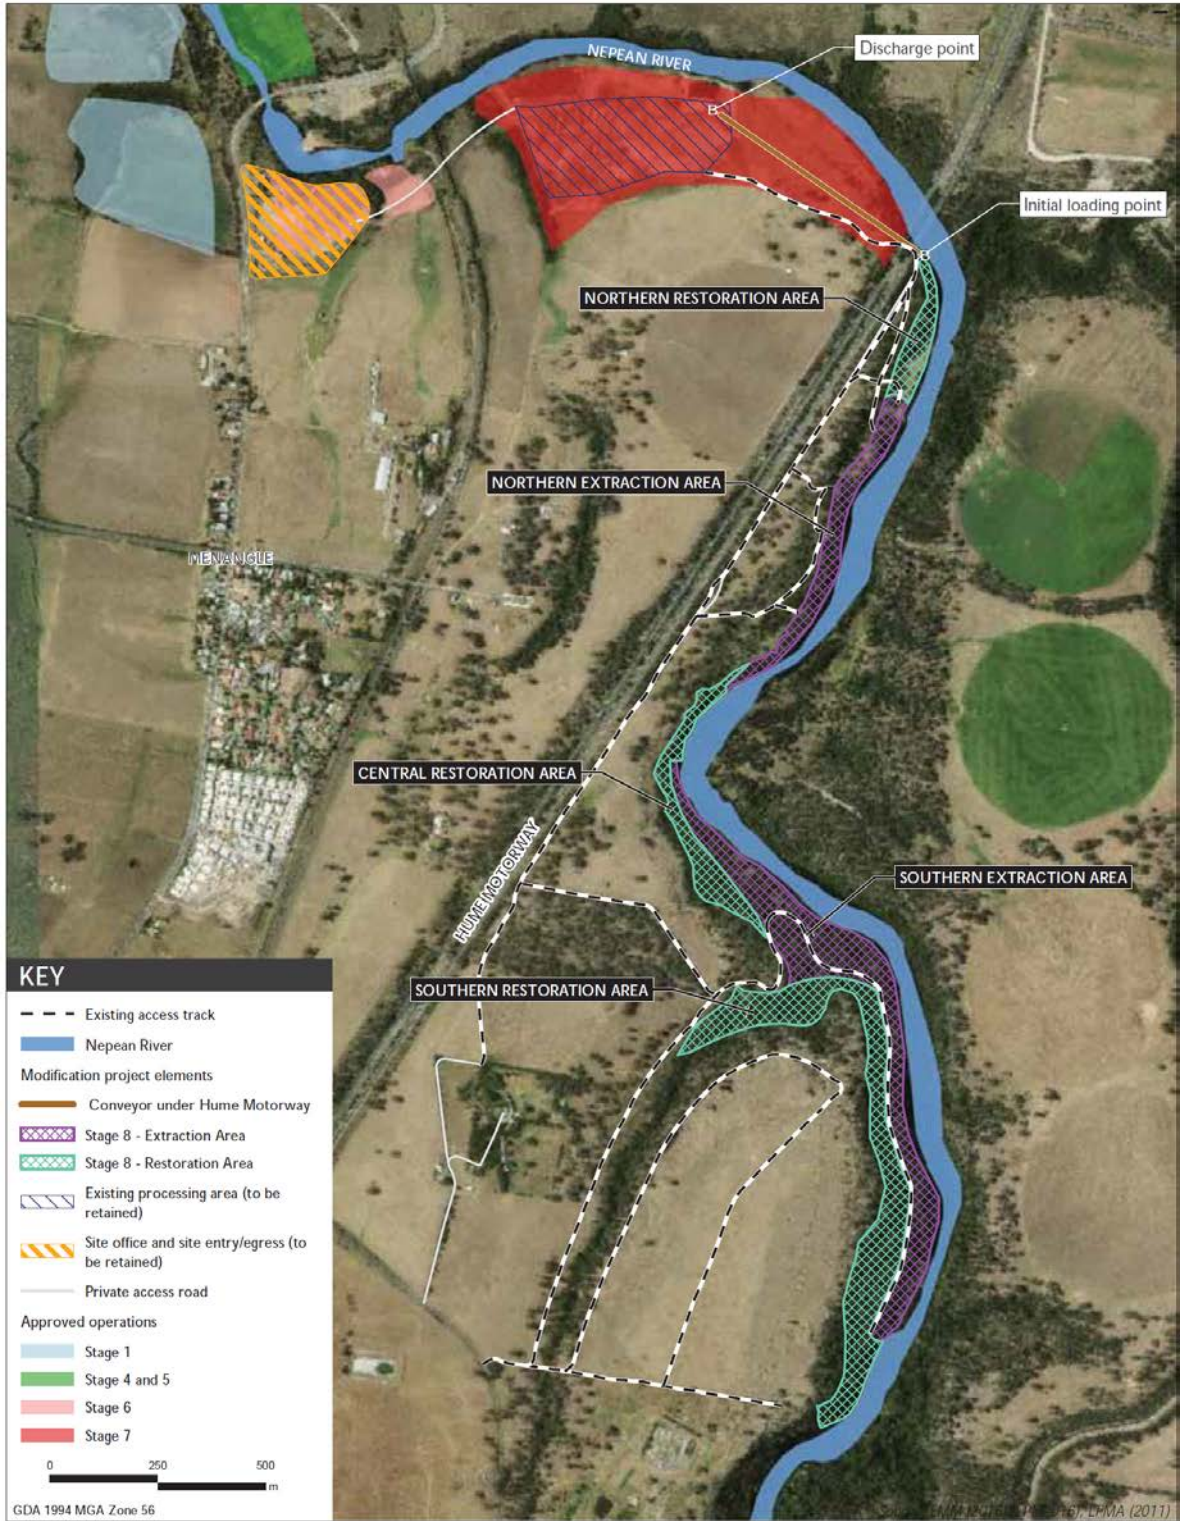 NEPEAN RIVER
Discharge point
B
Initial loading point
B
NORTHERN RESTORATION AREA
NORTHERN EXTRACTION AREA
MENANGLE
CENTRAL RESTORATION AREA
HUME MOTORWAY
SOUTHERN EXTRACTION AREA
SOUTHERN RESTORATION AREA
KEY
Existing access track
Nepean River
Modification project elements
Conveyor under Hume Motorway
Stage 8 - Extraction Area
Stage 8 - Restoration Area
Existing processing area (to be
retained)
Site office and site entry/egress (to
be retained)
Private access road
Approved operations
Stage 1
Stage 4 and 5
Stage 6
Stage 7
0 250 500
m
GDA 1994 MGA Zone 56
LPMA (2011)